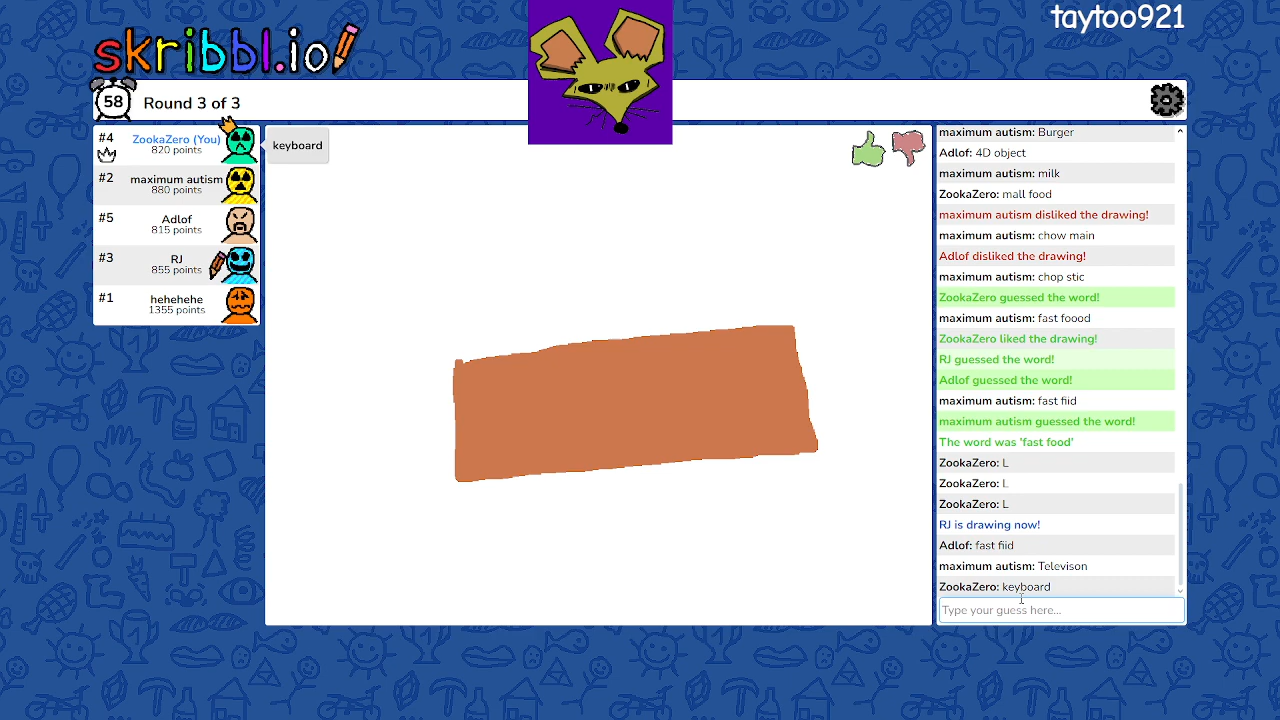 taytoo921
skribbl.io
58
Round 3 of 3
#4
ZookaZero (You)
820 points
#2
maximum autism
880 points
#5
Adlof
815 points
#3
RJ
855 points
#1
hehehehe
1355 points
keyboard
maximum autism: Burger
Adlof: 4D object
maximum autism: milk
ZookaZero: mall food
maximum autism disliked the drawing!
maximum autism: chow main
Adlof disliked the drawing!
maximum autism: chop stic
ZookaZero guessed the word!
maximum autism: fast foood
ZookaZero liked the drawing!
RJ guessed the word!
Adlof guessed the word!
maximum autism: fast fiid
maximum autism guessed the word!
The word was 'fast food'
ZookaZero: L
ZookaZero: L
ZookaZero: L
RJ is drawing now!
Adlof: fast fiid
maximum autism: Televison
ZookaZero: keyboard
Type your guess here...